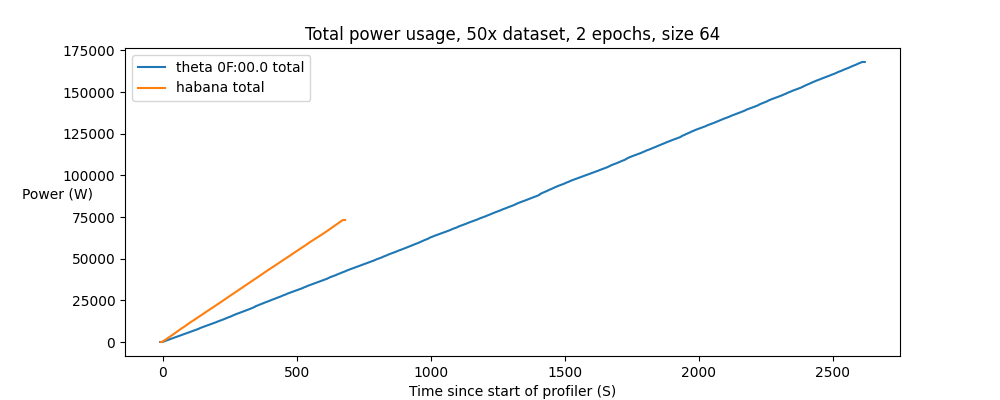 Total power usage, 50x dataset, 2 epochs, size 64
175000
150000
125000
100000
75000
50000
25000
0
Power (W)
theta 0F:00.0 total
habana total
0 500 1000 1500 2000 2500
Time since start of profiler (S)